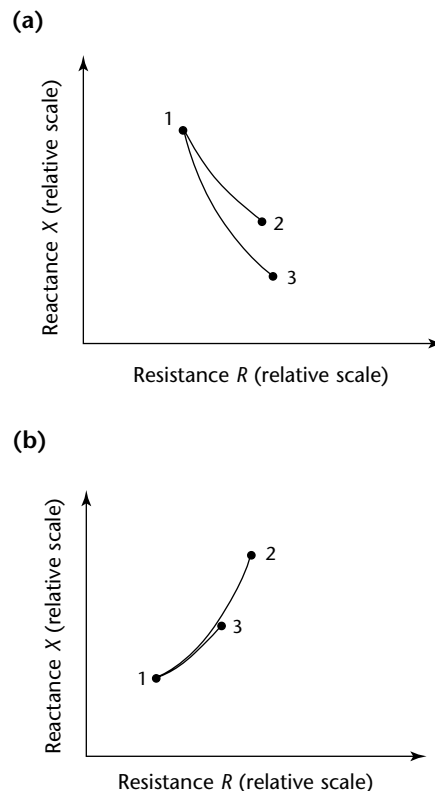 (a)
Reactance X (relative scale)
1
2
3
Resistance R (relative scale)
(b)
Reactance X (relative scale)
2
3
1
Resistance R (relative scale)